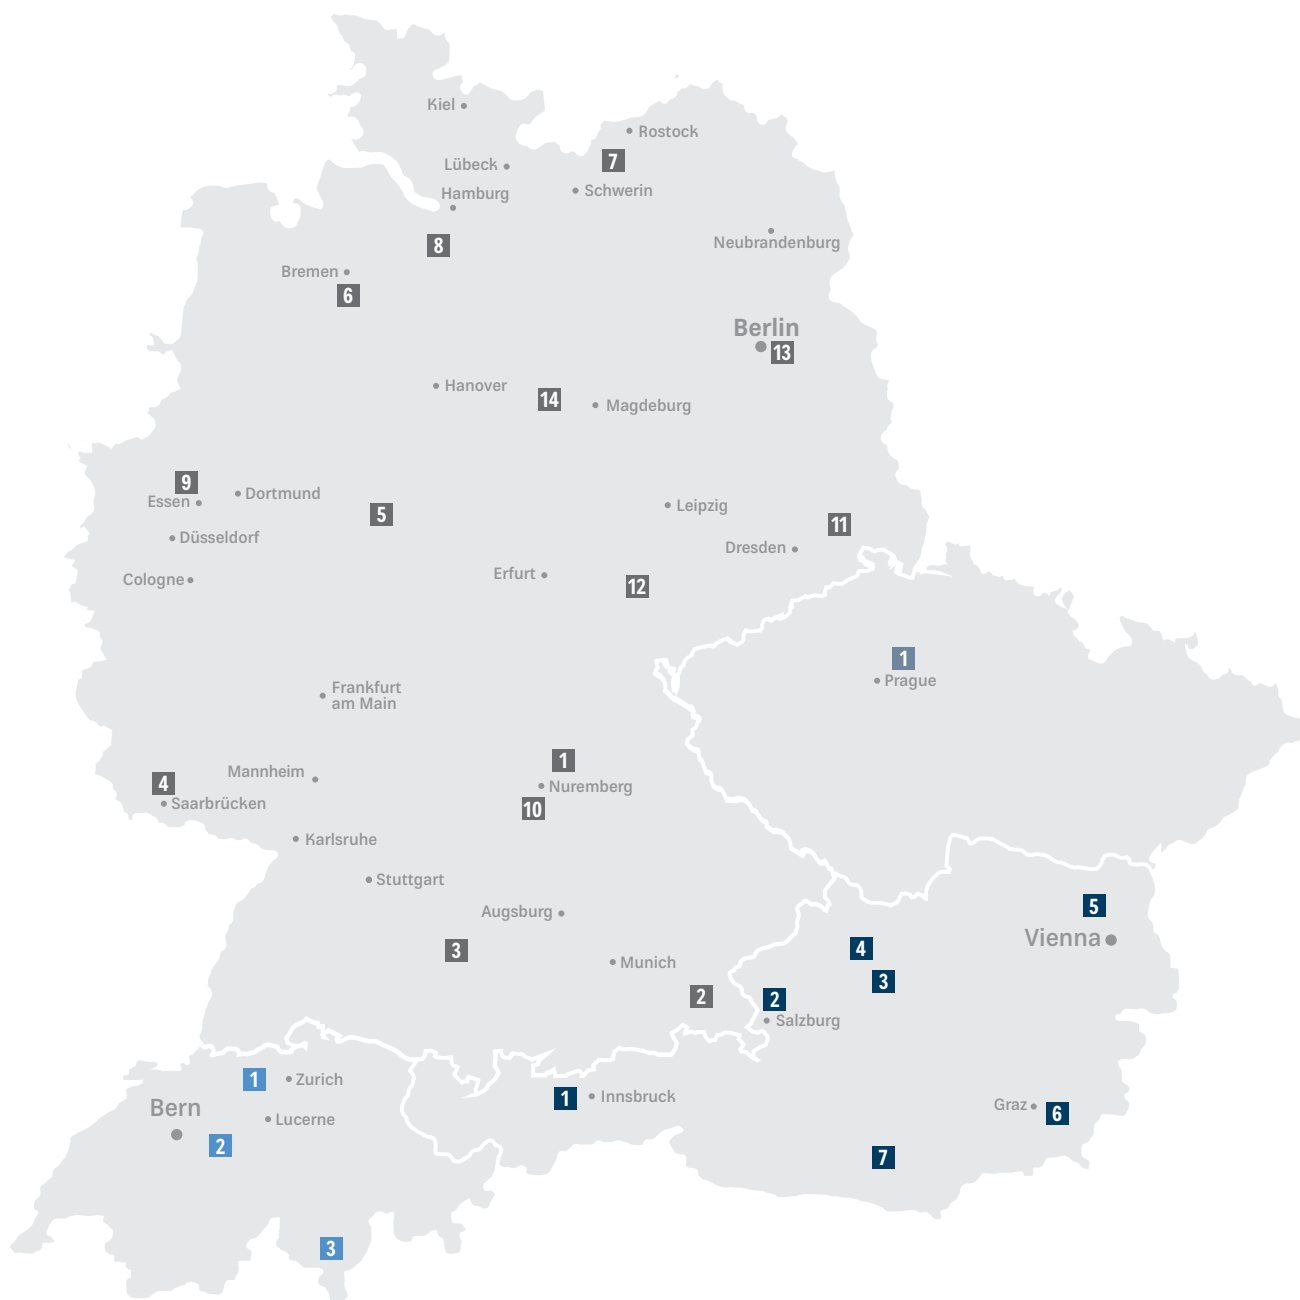 Kiel
Rostock
7
Lübeck
Schwerin
Hamburg
Neubrandenburg
8
Bremen
6
Berlin
13
Hanover
14
Magdeburg
9
Dortmund
Essen
5
Leipzig
11
Düsseldorf
Dresden
Cologne
Erfurt
12
1
Prague
Frankfurt
am Main
1
Mannheim
4
Nuremberg
Saarbrücken
10
Karlsruhe
Stuttgart
5
Augsburg
Vienna
3
4
Munich
3
2
2
Salzburg
1
Zurich
1
Innsbruck
Bern
Graz
6
Lucerne
2
7
3